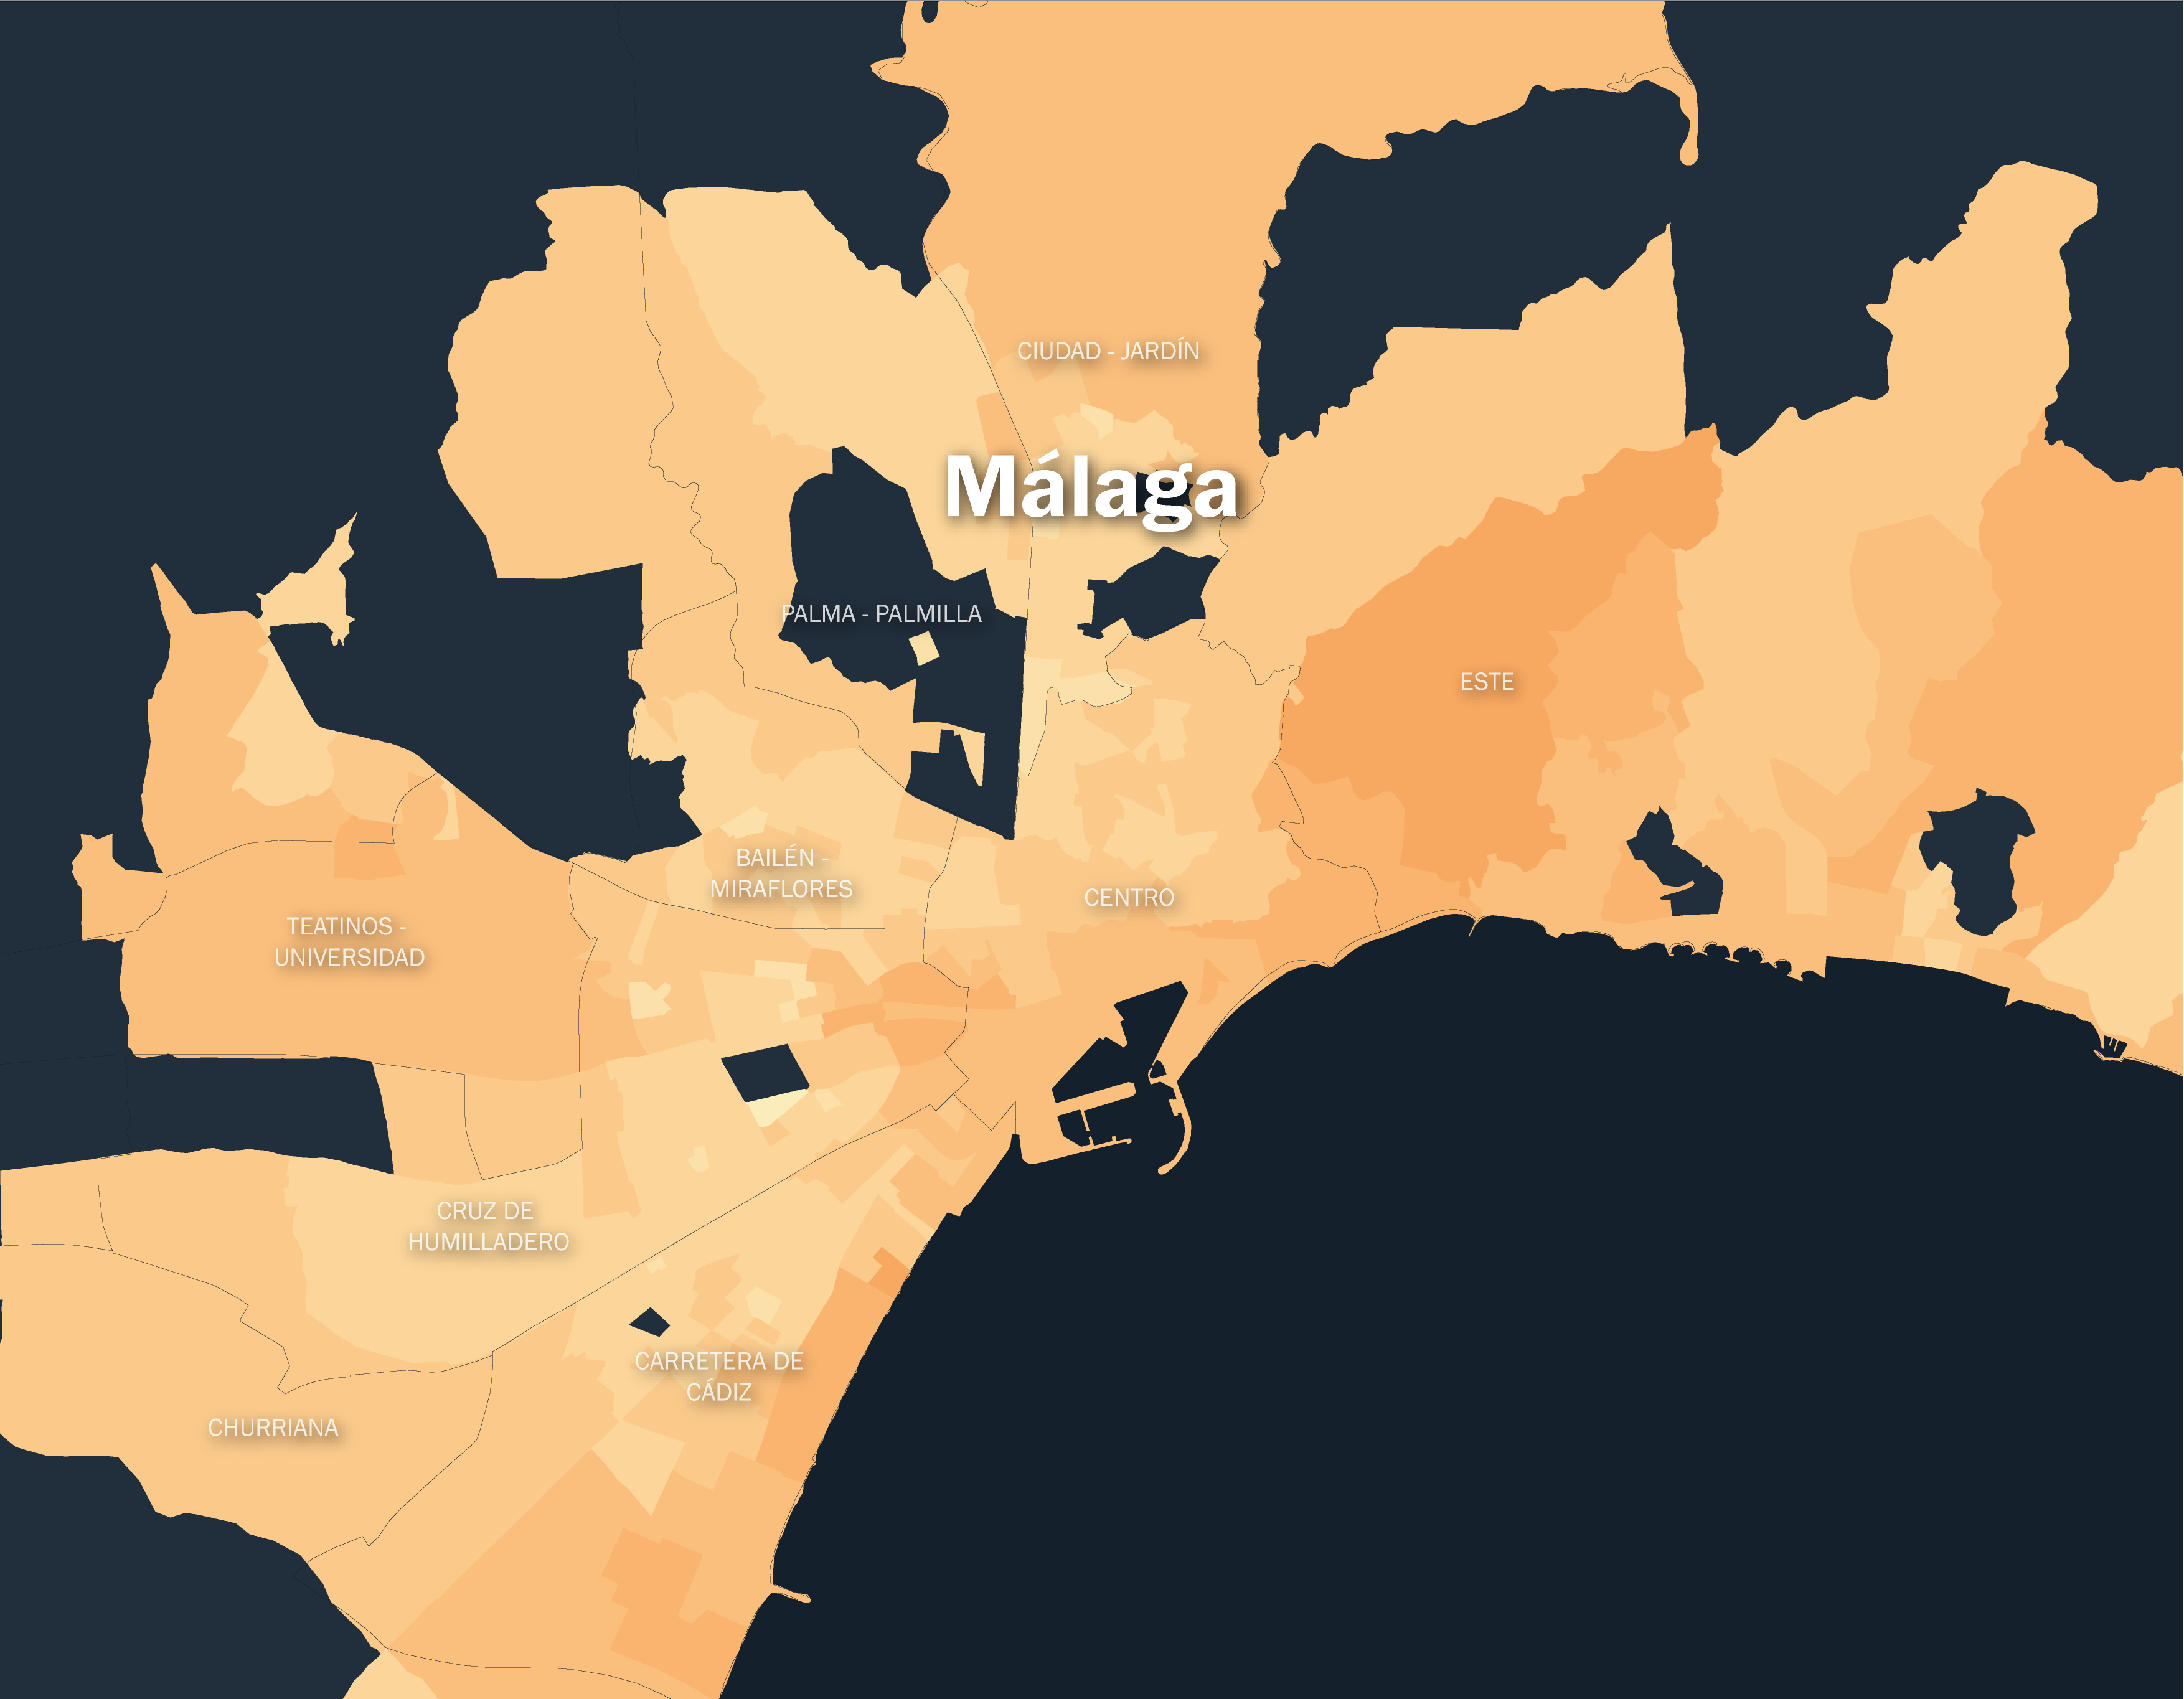 CIUDAD - JARDÍN
Málaga
PALMA - PALMILLA
ESTE
BAILÉN -
MIRAFLORES
CENTRO
TEATINOS -
UNIVERSIDAD
CRUZ DE
HUMILLADERO
CARRETERA DE
CÁDIZ
CHURRIANA